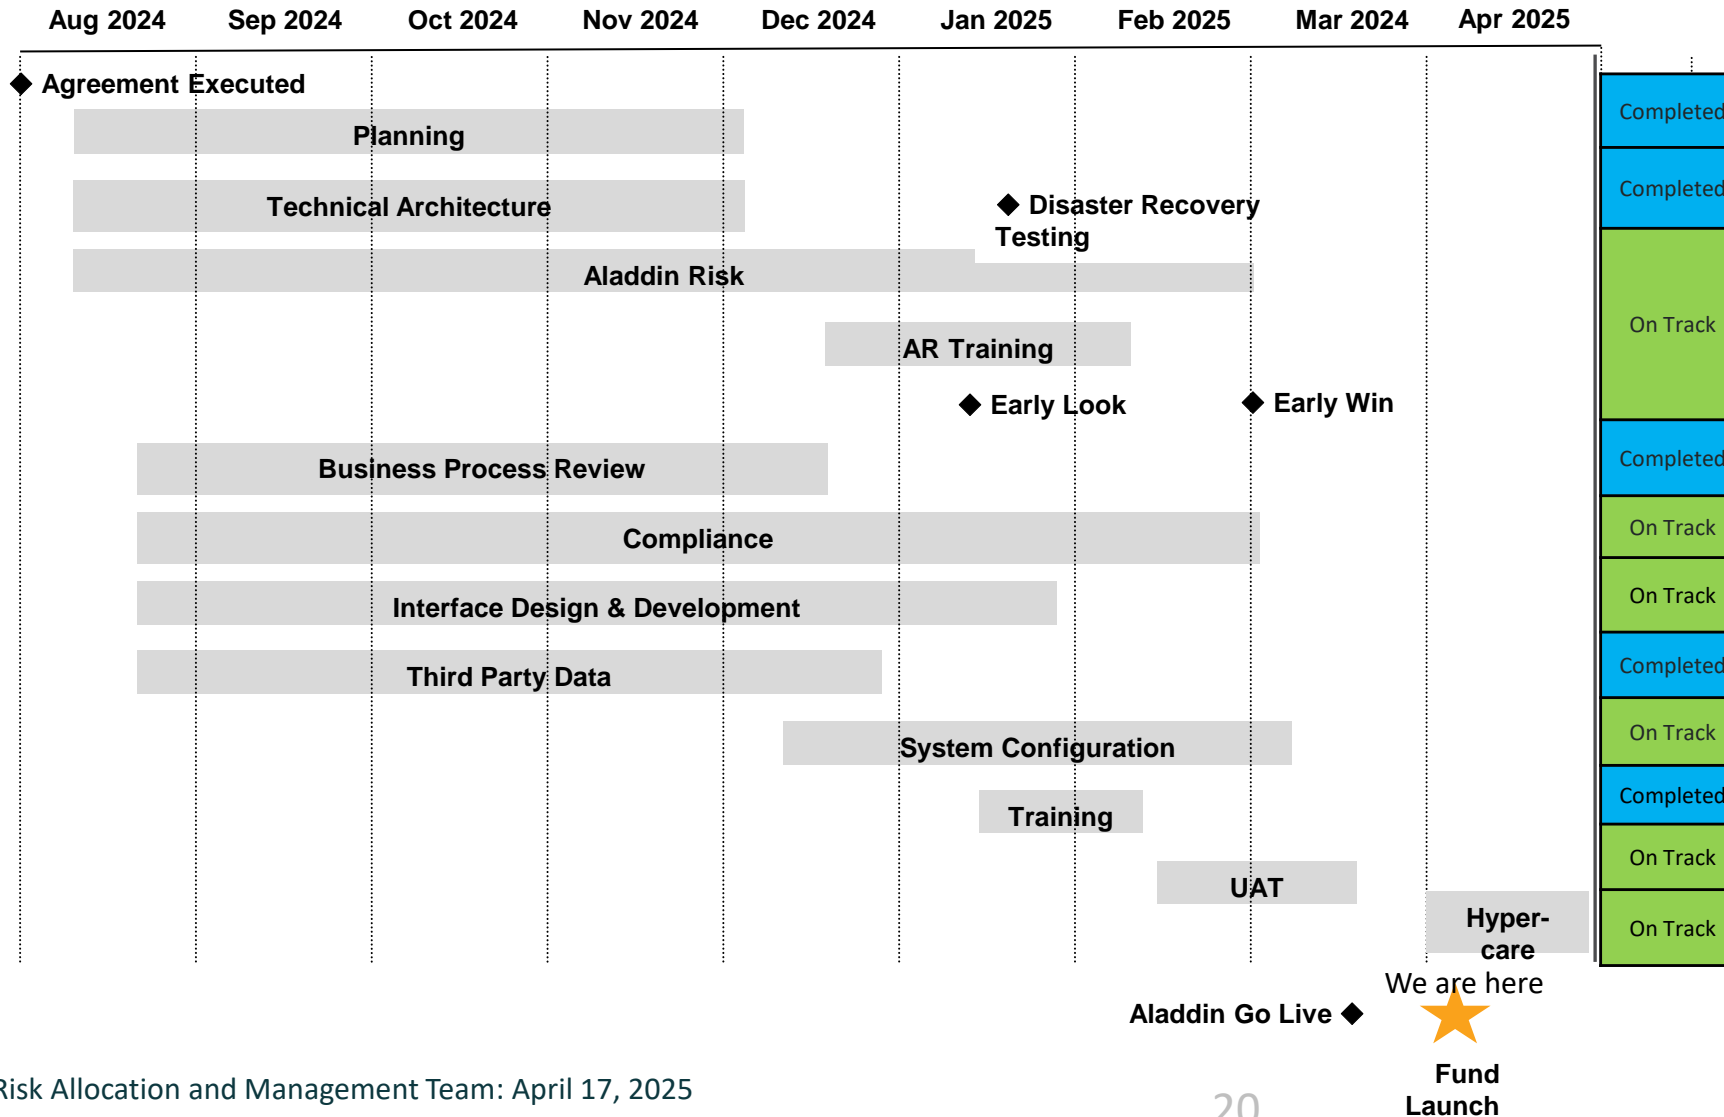 Aug 2024 Sep 2024 Oct 2024 Nov 2024 Dec 2024 Jan 2025 Feb 2025 Mar 2024 Apr 2025
◆ Agreement Executed
Completed
Planning
Completed
Technical Architecture
◆ Disaster Recovery
Testing
Aladdin Risk
On Track
AR Training
◆ Early Look
◆ Early Win
Business Process Review
Completed
Compliance
On Track
Interface Design & Development
On Track
Third Party Data
Completed
System Configuration
On Track
Training
Completed
UAT
On Track
Hyper-
care
On Track
We are here
Aladdin Go Live ◆
Fund
Launch
Risk Allocation and Management Team: April 17, 2025
20